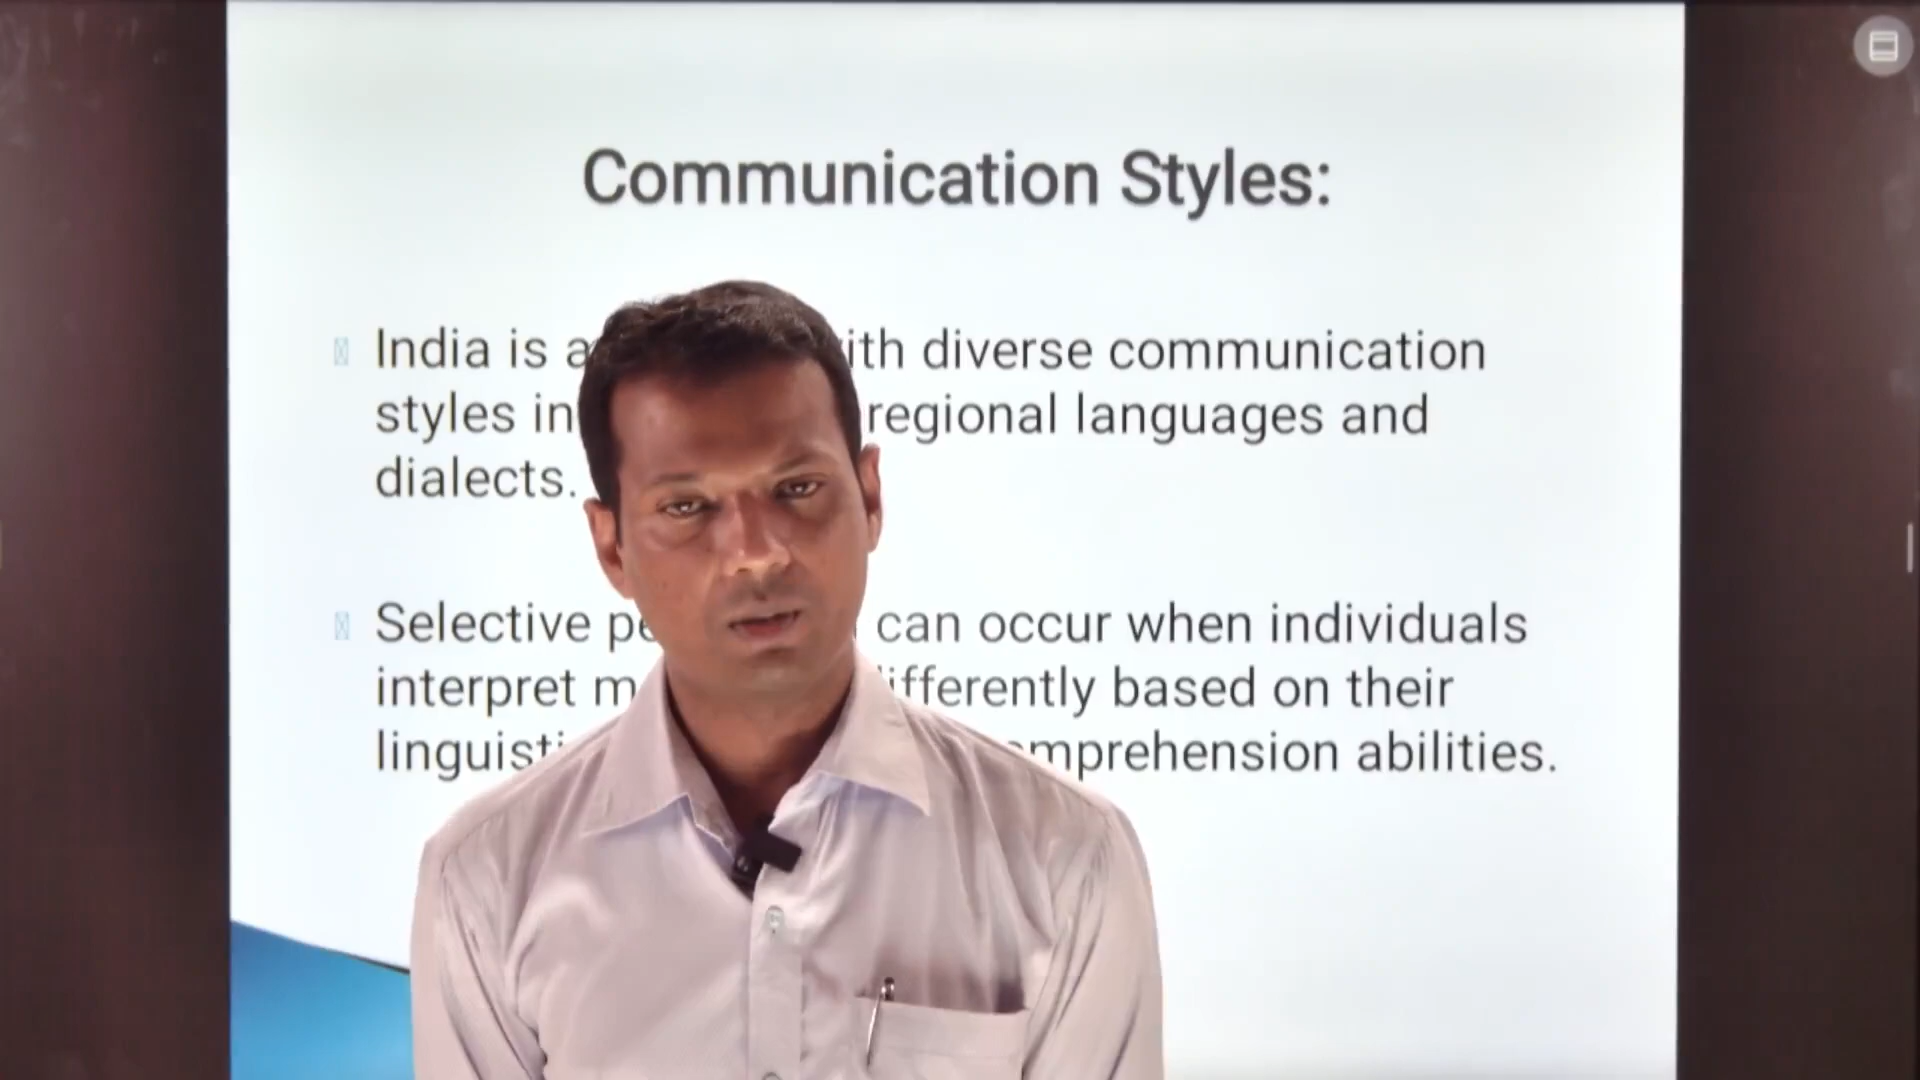 Communication Styles:
India is a ith diverse communication
styles in regional languages and
dialects.
Selective pe can occur when individuals
interpret m ifferently based on their
linguisti mprehension abilities.